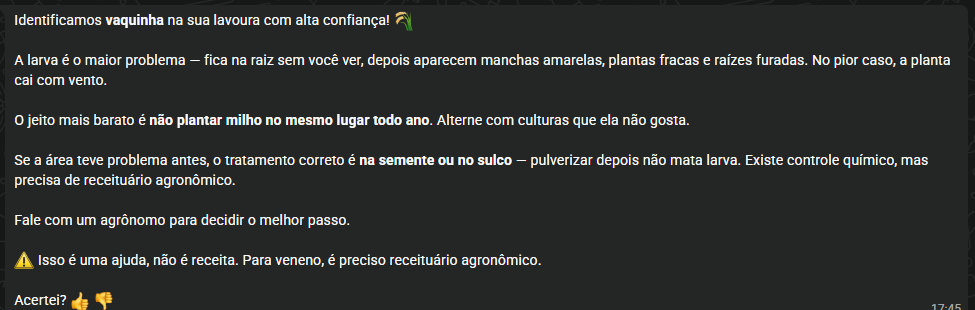 Identificamos vaquinha na sua lavoura com alta confiança! 🌾
A larva é o maior problema — fica na raiz sem você ver, depois aparecem manchas amarelas, plantas fracas e raízes furadas. No pior caso, a planta
cai com vento.
O jeito mais barato é não plantar milho no mesmo lugar todo ano. Alterne com culturas que ela não gosta.
Se a área teve problema antes, o tratamento correto é na semente ou no sulco — pulverizar depois não mata larva. Existe controle químico, mas
precisa de receituário agronômico.
Fale com um agrônomo para decidir o melhor passo.
⚠️ Isso é uma ajuda, não é receita. Para veneno, é preciso receituário agronômico.
Acertei? 👍 👎
17:45